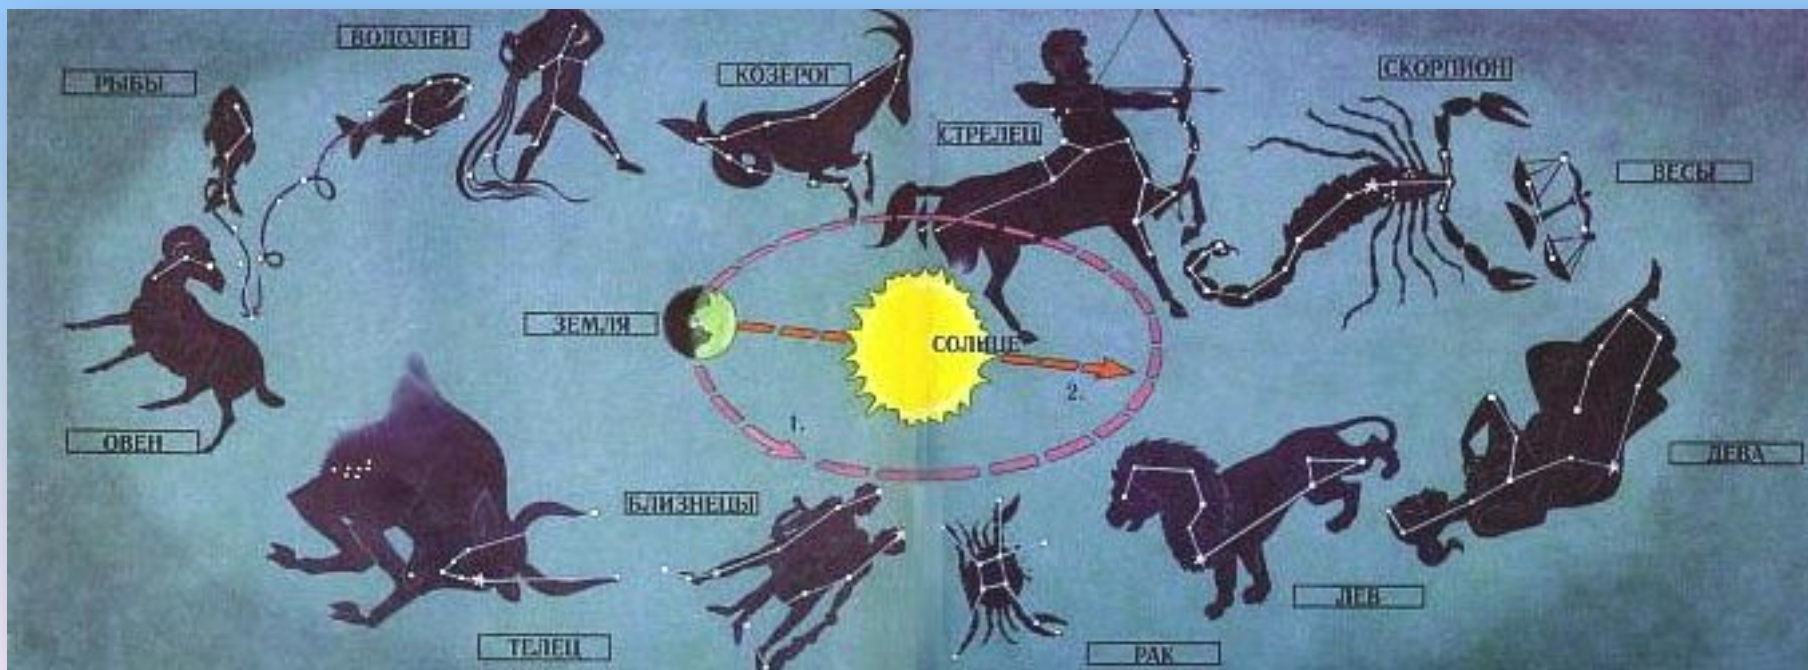 ВОДОЛЕЙ
СКОРПИОН
РЫБЫ
КОЗЕРОГ
СТРЕЛЕЦ
ВЕСЫ
ЗЕМЛЯ
СОЛНЦЕ
2.
1.
ОВЕН
ДЕВА
БЛИЗНЕЦЫ
ЛЕВ
ТЕЛЕЦ
РАК